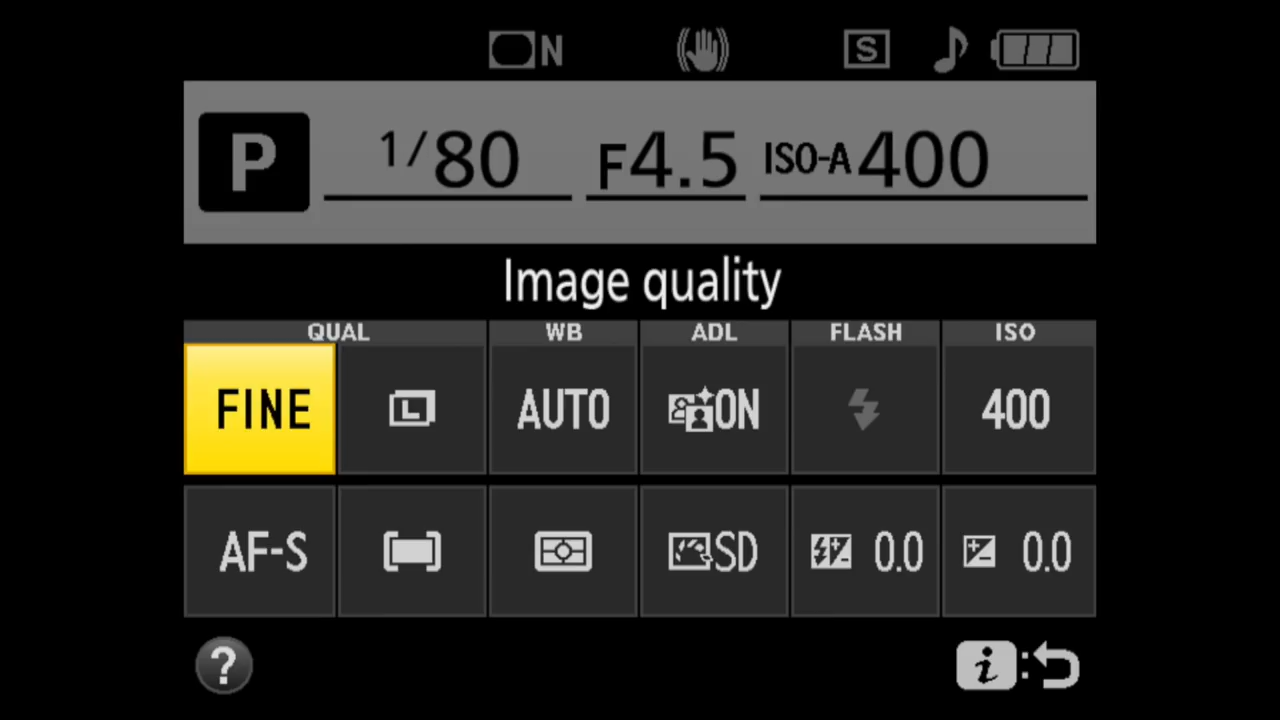 N S
P 1/80 F4.5 ISO-A 400
Image quality
QUAL WB ADL FLASH ISO
FINE L AUTO ON 400
AF-S SD 0.0 0.0
? i: